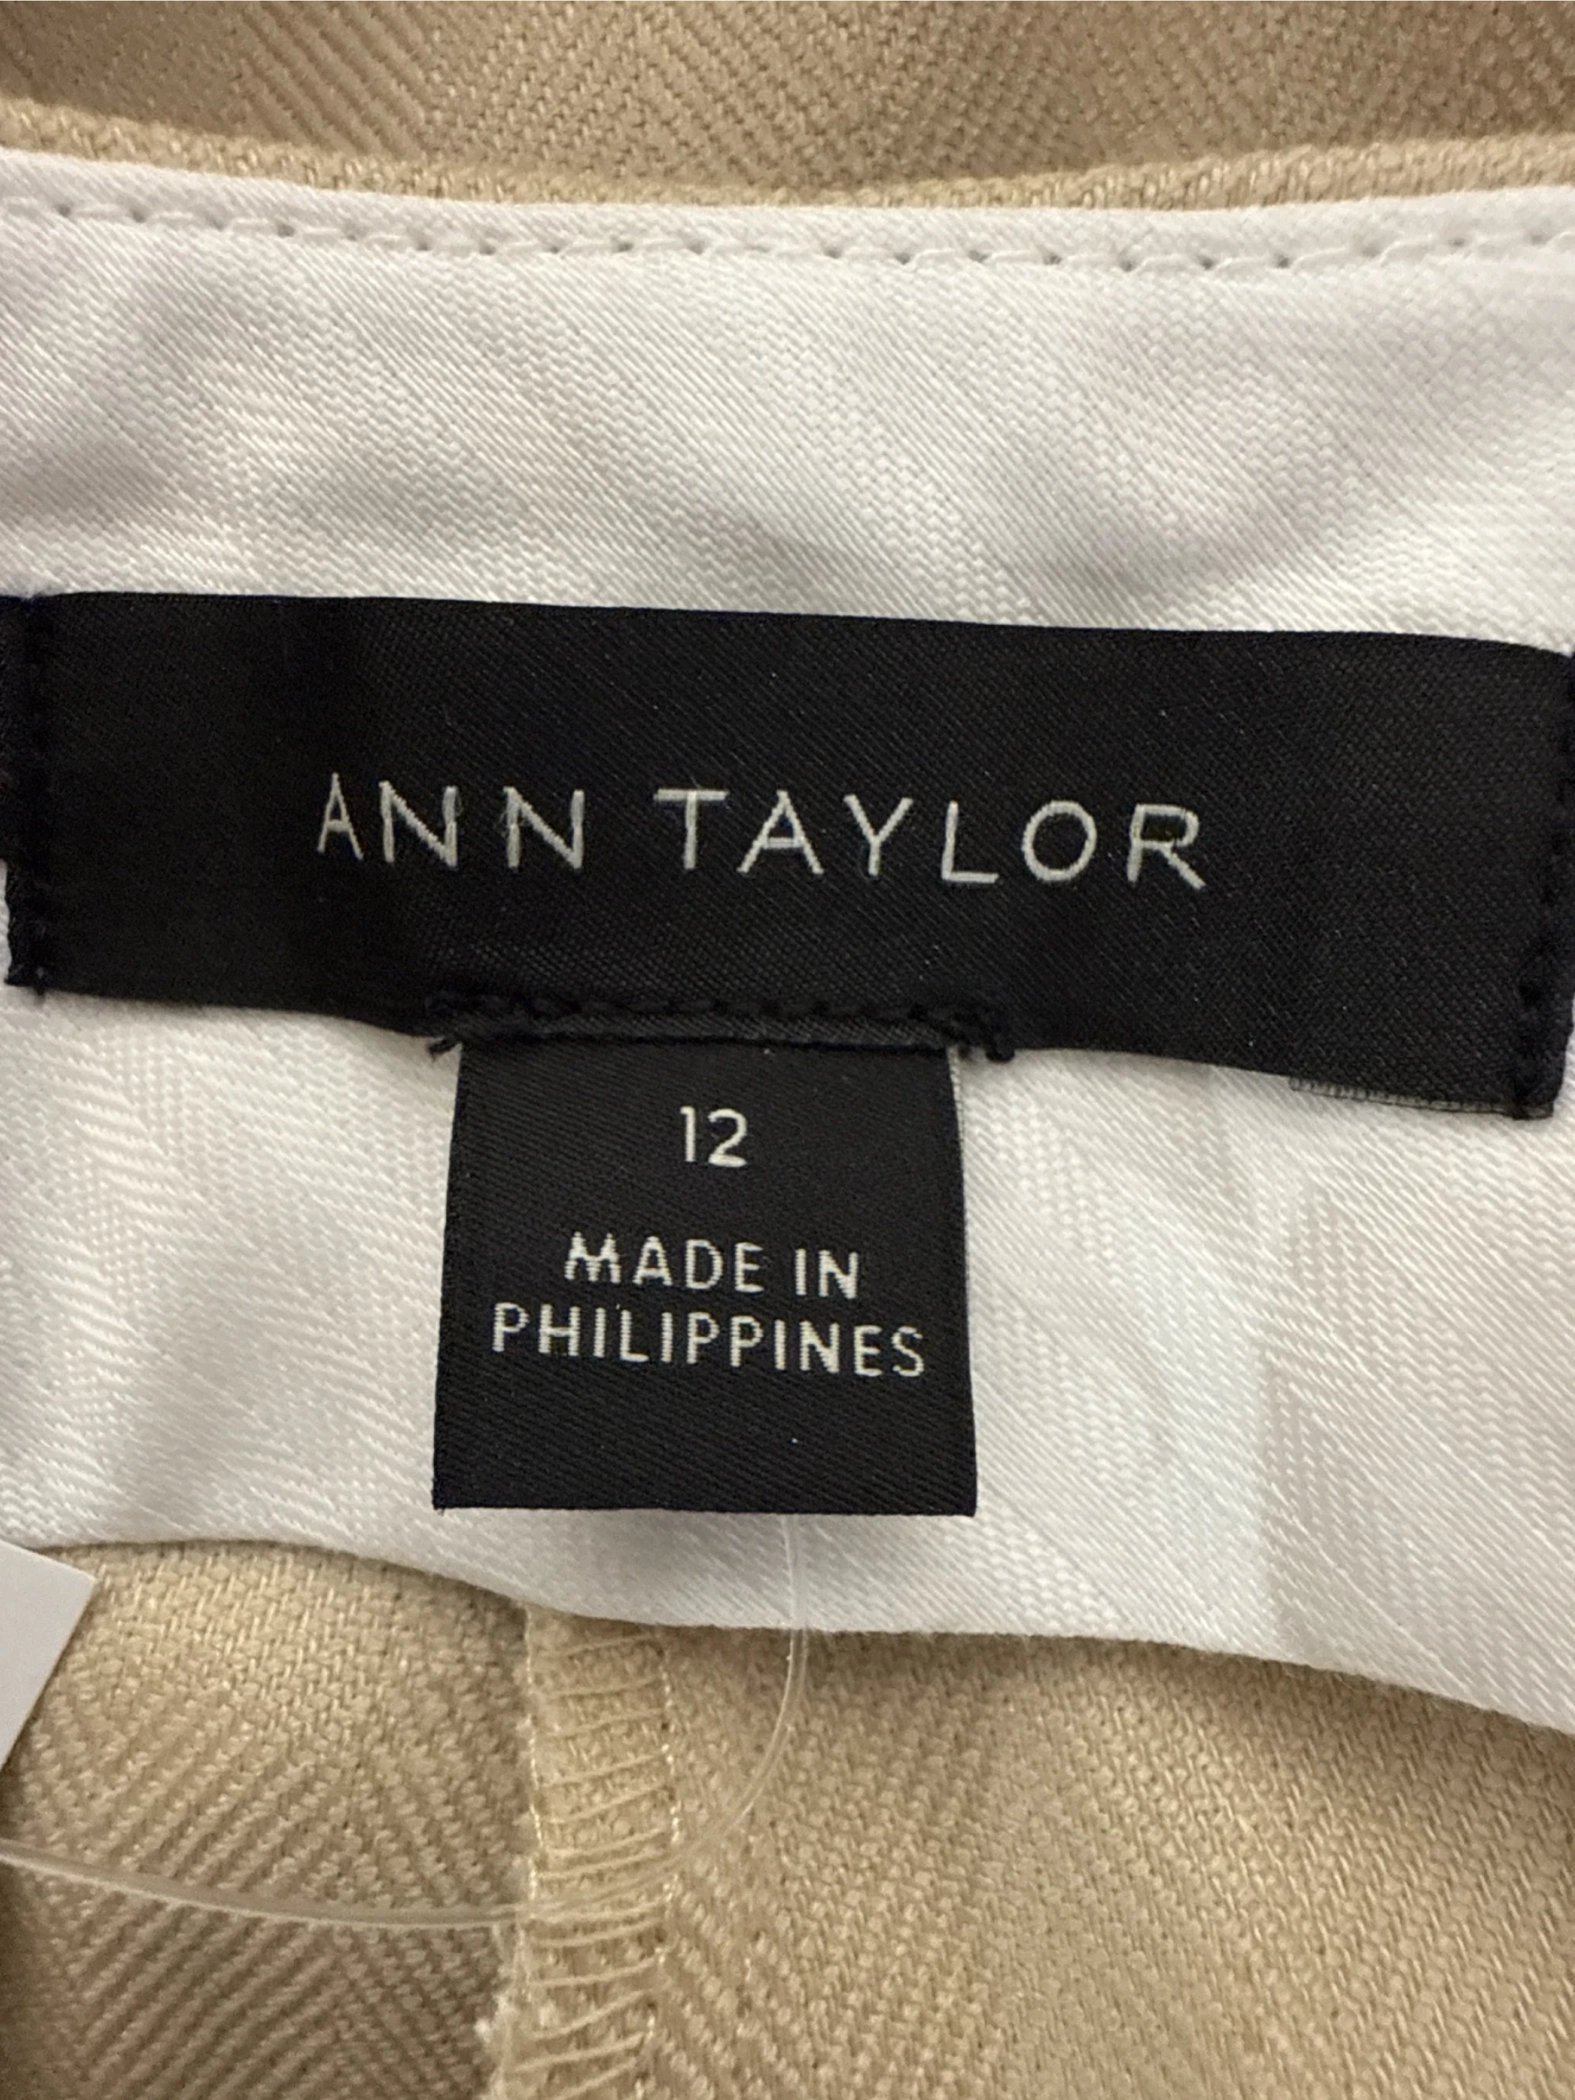 ANN TAYLOR
12
MADE IN
PHILIPPINES